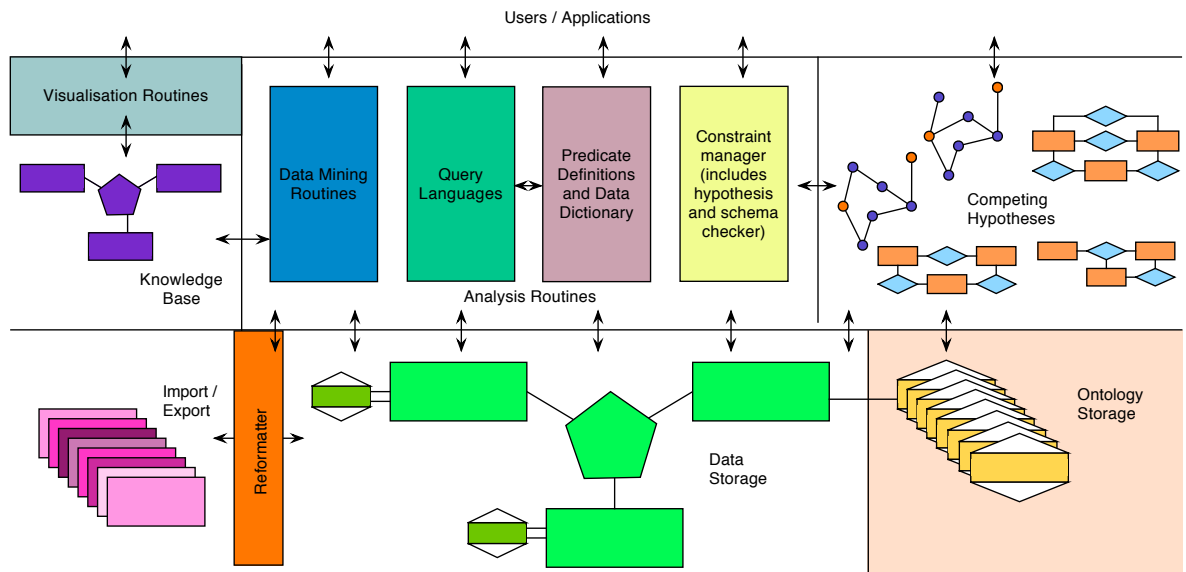 Users / Applications
Visualisation Routines
Data Mining
Routines
Query
Languages
Predicate
Definitions
and Data
Dictionary
Constraint
manager
(includes
hypothesis
and schema
checker)
Competing
Hypotheses
Knowledge
Base
Analysis Routines
Import /
Export
Reformatter
Data
Storage
Ontology
Storage